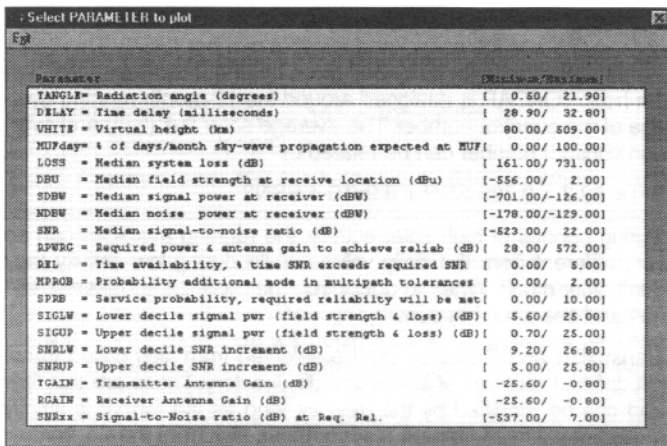 : Select PARAMETER to plot
Exit
Parameter [Minimum/Maximum]
TANGLE= Radiation angle (degrees) [ 0.50/ 21.90]
DELAY = Time delay (milliseconds) [ 28.90/ 32.80]
VHITE = Virtual height (km) [ 80.00/ 509.00]
MUFday= % of days/month sky-wave propagation expected at MUF[ 0.00/ 100.00]
LOSS = Median system loss (dB) [ 161.00/ 731.00]
DBU = Median field strength at receive location (dBu) [-556.00/ 2.00]
SDBW = Median signal power at receiver (dBW) [-701.00/-126.00]
NDBW = Median noise power at receiver (dBW) [-178.00/-129.00]
SNR = Median signal-to-noise ratio (dB) [-523.00/ 22.00]
RPWRG = Required power & antenna gain to achieve reliab (dB)[ 28.00/ 572.00]
REL = Time availability, % time SNR exceeds required SNR [ 0.00/ 5.00]
MPROB = Probability additional mode in multipath tolerances [ 0.00/ 2.00]
SPRB = Service probability, required reliabilty will be met[ 0.00/ 10.00]
SIGLW = Lower decile signal pwr (field strength & loss) (dB)[ 5.60/ 25.00]
SIGUP = Upper decile signal pwr (field strength & loss) (dB)[ 0.70/ 25.00]
SNRLW = Lower decile SNR increment (dB) [ 9.20/ 26.80]
SNRUP = Upper decile SNR increment (dB) [ 5.00/ 25.80]
TGAIN = Transmitter Antenna Gain (dB) [ -25.60/ -0.80]
RGAIN = Receiver Antenna Gain (dB) [ -25.60/ -0.80]
SNRxx = Signal-to-Noise ratio (dB) at Req. Rel. [-537.00/ 7.00]